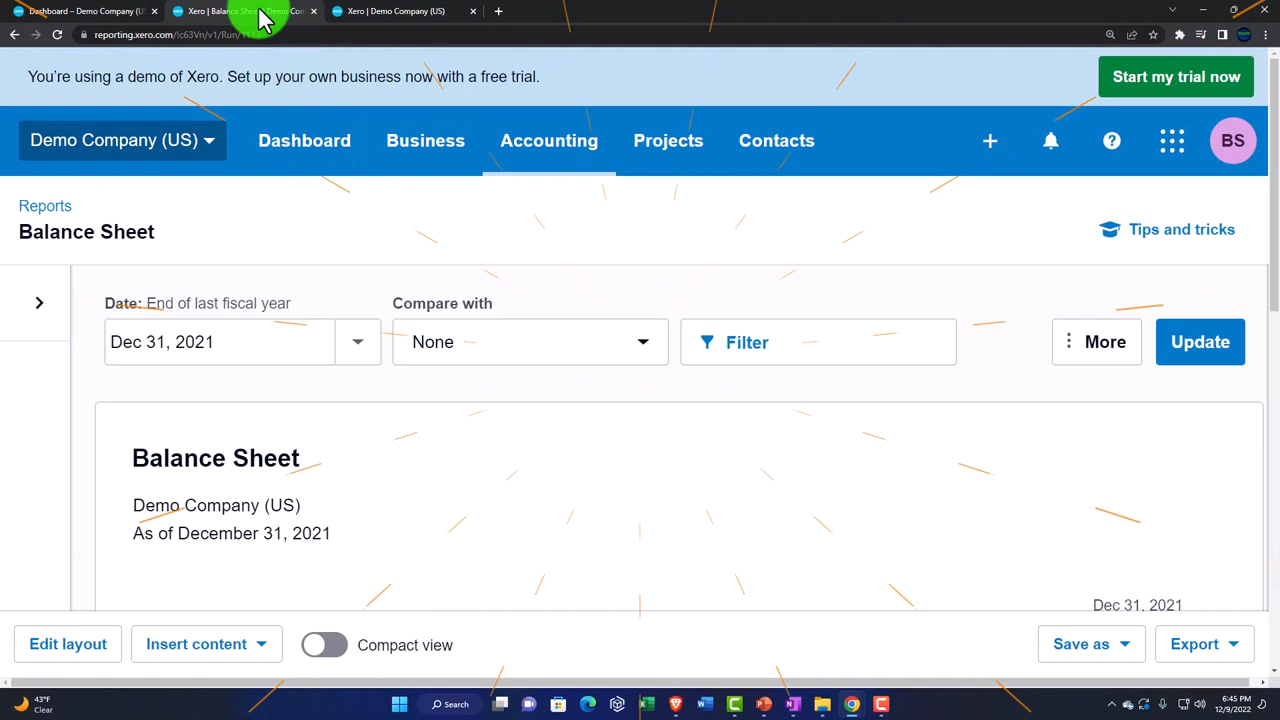 Dashboard – Demo Company (U
Xero | Balance Sheet
Xero | Demo Company (US)
reporting.xero.com
You're using a demo of Xero. Set up your own business now with a free trial.
Start my trial now
Demo Company (US)
Dashboard
Business
Accounting
Projects
Contacts
BS
Reports
Balance Sheet
Tips and tricks
Date: End of last fiscal year
Compare with
Dec 31, 2021
None
Filter
More
Update
Balance Sheet
Demo Company (US)
As of December 31, 2021
Dec 31, 2021
Edit layout
Insert content
Compact view
Save as
Export
43°F
Clear
Search
6:45 PM
12/9/2022